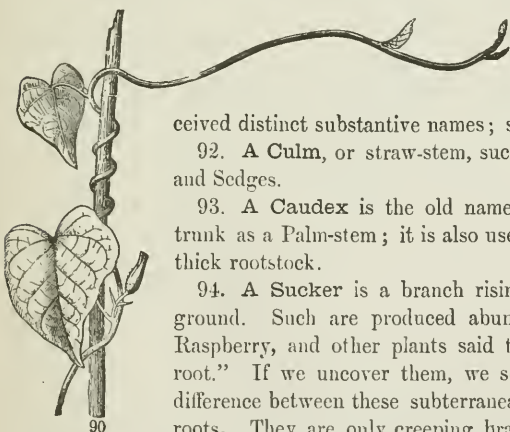 ceived distinct substantive names; s
92. A Culm, or straw-stem, suc
and Sedges.
93. A Caudex is the old name
trunk as a Palm-stem; it is also use
thick rootstock.
94. A Sucker is a branch risin
ground. Such are produced abun
Raspberry, and other plants said t
root." If we uncover them, we s
difference between these subterranea
roots. They are only creeping bra
90